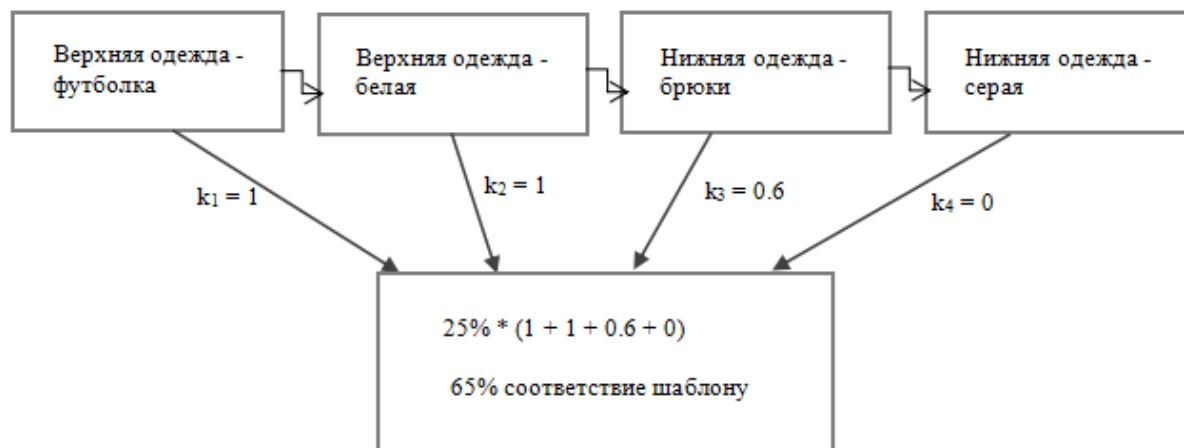 Верхняя одежда -
футболка
Верхняя одежда -
белая
Нижняя одежда -
брюки
Нижняя одежда -
серая
k₁ = 1
k₂ = 1
k₃ = 0.6
k₄ = 0
25% * (1 + 1 + 0.6 + 0)
65% соответствие шаблону